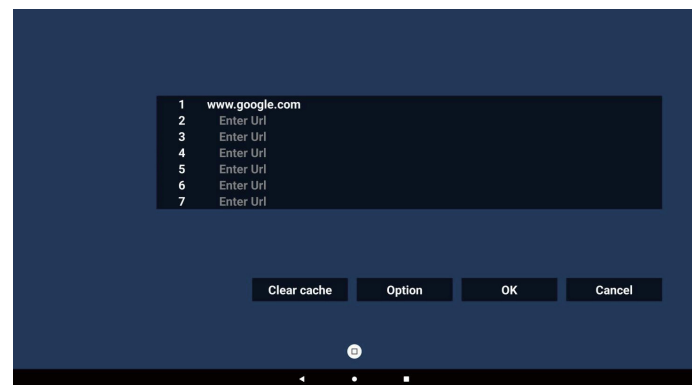 1 www.google.com
2 Enter Url
3 Enter Url
4 Enter Url
5 Enter Url
6 Enter Url
7 Enter Url
Clear cache Option OK Cancel